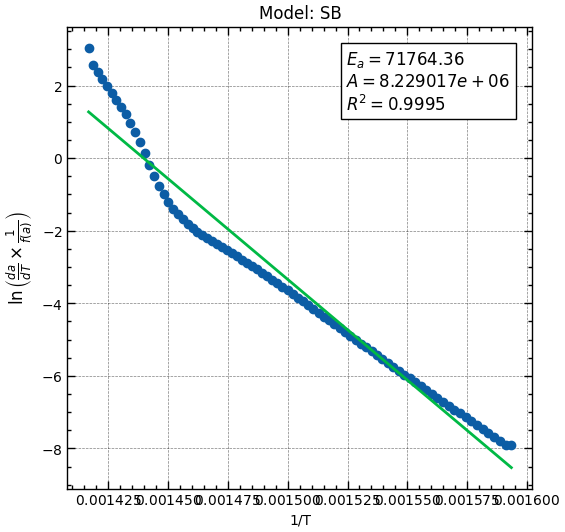 Model: SB
E_a = 71764.36
A = 8.229017e + 06
R² = 0.9995
2
0
−2
−4
−6
−8
ln (da/dT × 1/f(a))
0.001425 0.001450 0.001475 0.001500 0.001525 0.001550 0.001575 0.001600
1/T